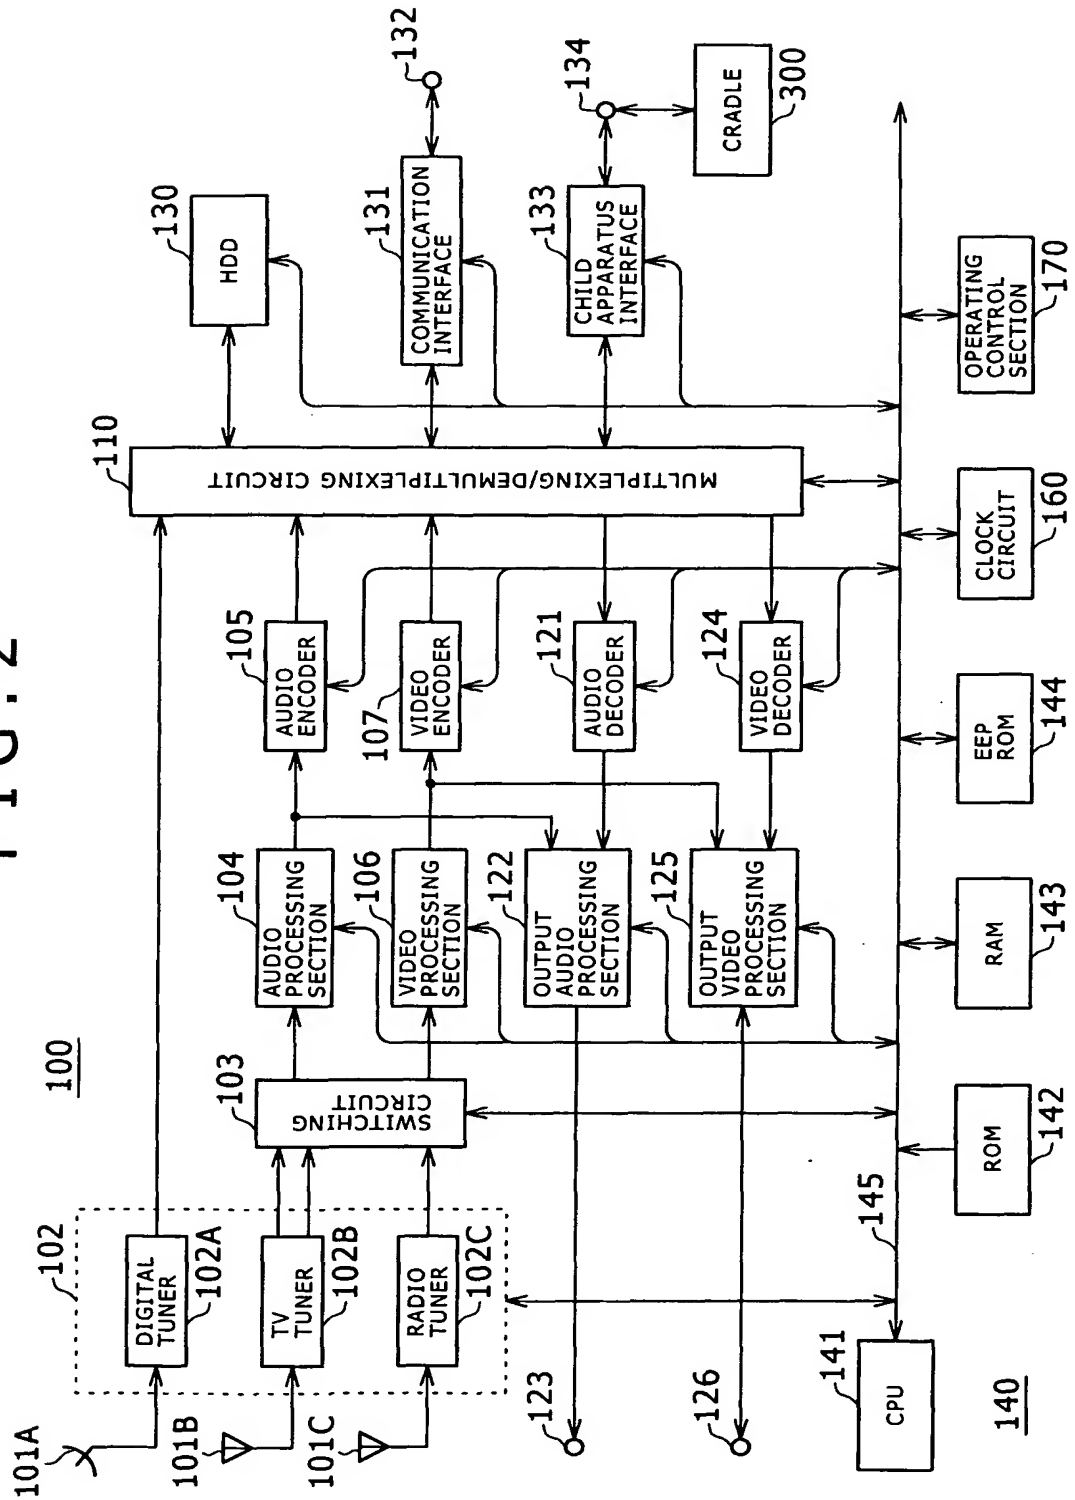 FIG. 2
100
101A
101B
101C
102
DIGITAL
TUNER
102A
TV
TUNER
102B
RADIO
TUNER
102C
103
SWITCHING
CIRCUIT
104
AUDIO
PROCESSING
SECTION
106
VIDEO
PROCESSING
SECTION
122
OUTPUT
AUDIO
PROCESSING
SECTION
125
OUTPUT
VIDEO
PROCESSING
SECTION
123
126
105
AUDIO
ENCODER
107
VIDEO
ENCODER
121
AUDIO
DECODER
124
VIDEO
DECODER
110
MULTIPLEXING/DEMULTIPLEXING CIRCUIT
130
HDD
131
COMMUNICATION
INTERFACE
132
133
CHILD
APPARATUS
INTERFACE
134
CRADLE
300
140
141
CPU
145
ROM
142
RAM
143
EEP
ROM
144
CLOCK
CIRCUIT
160
OPERATING
CONTROL
SECTION
170